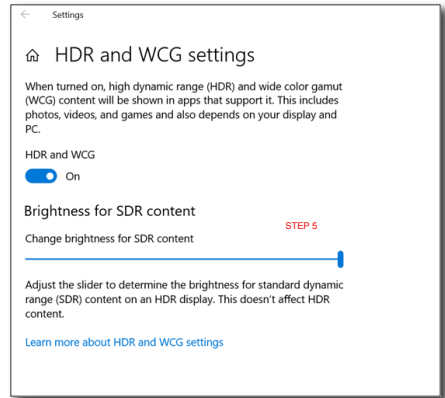 Settings
HDR and WCG settings
When turned on, high dynamic range (HDR) and wide color gamut
(WCG) content will be shown in apps that support it. This includes
photos, videos, and games and also depends on your display and
PC.
HDR and WCG
On
Brightness for SDR content
STEP 5
Change brightness for SDR content
Adjust the slider to determine the brightness for standard dynamic
range (SDR) content on an HDR display. This doesn't affect HDR
content.
Learn more about HDR and WCG settings